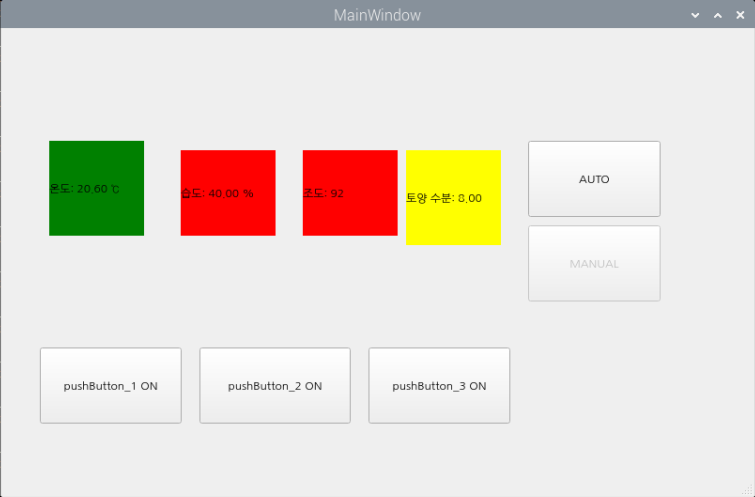 MainWindow
온도: 20.60 ℃
습도: 40.00 %
조도: 92
토양 수분: 8.00
AUTO
MANUAL
pushButton_1 ON
pushButton_2 ON
pushButton_3 ON